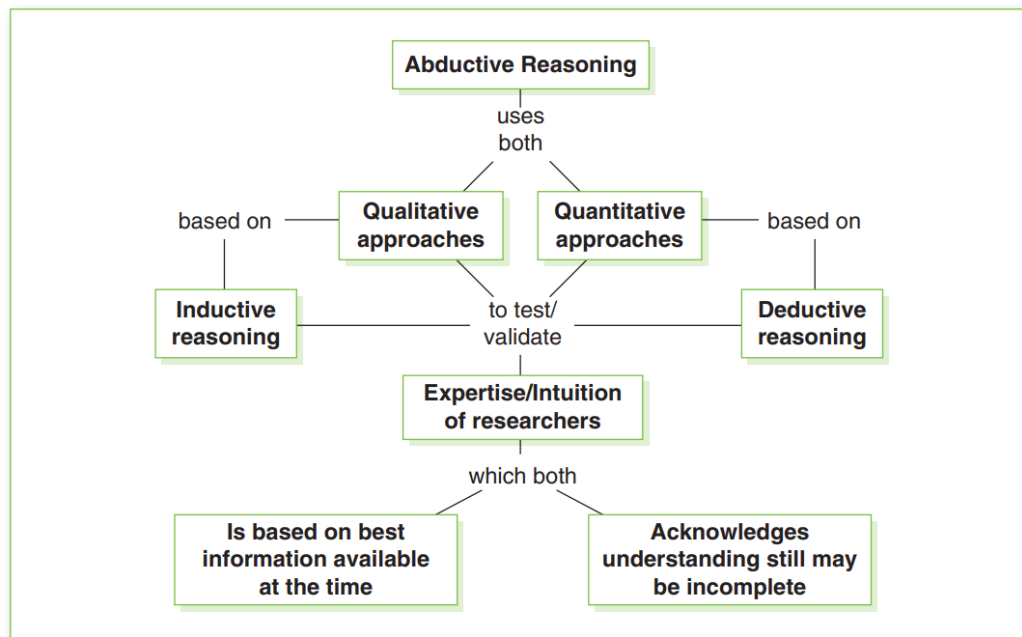 Abductive Reasoning
uses
both
Qualitative
approaches
Quantitative
approaches
based on
based on
Inductive
reasoning
to test/
validate
Deductive
reasoning
Expertise/Intuition
of researchers
which both
Is based on best
information available
at the time
Acknowledges
understanding still may
be incomplete